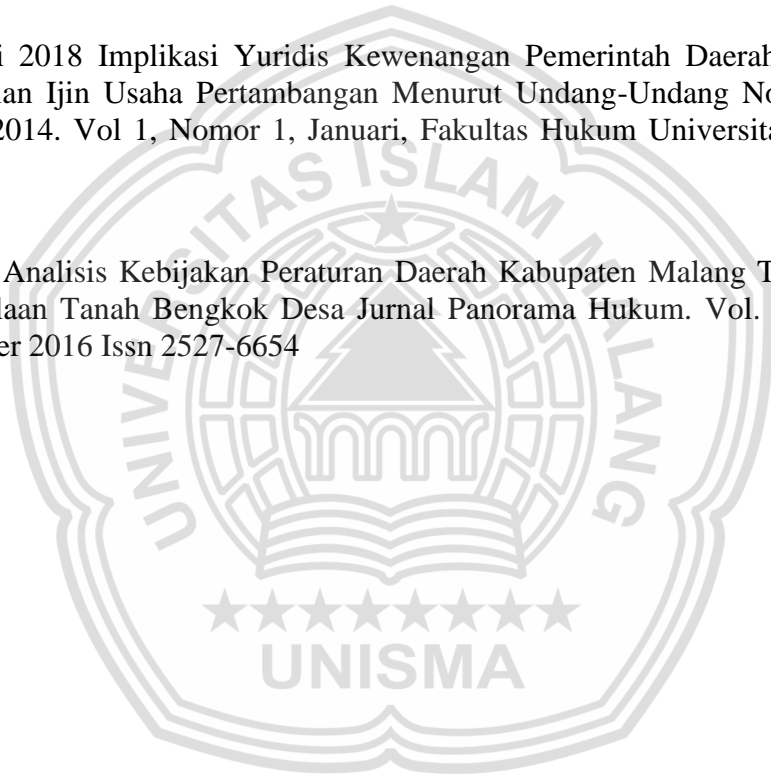 i 2018 Implikasi Yuridis Kewenangan Pemerintah Daerah
an Ijin Usaha Pertambangan Menurut Undang-Undang No
2014. Vol 1, Nomor 1, Januari, Fakultas Hukum Universita
Analisis Kebijakan Peraturan Daerah Kabupaten Malang T
laan Tanah Bengkok Desa Jurnal Panorama Hukum. Vol.
er 2016 Issn 2527-6654
UNIVERSITAS ISLAM MALANG
UNISMA